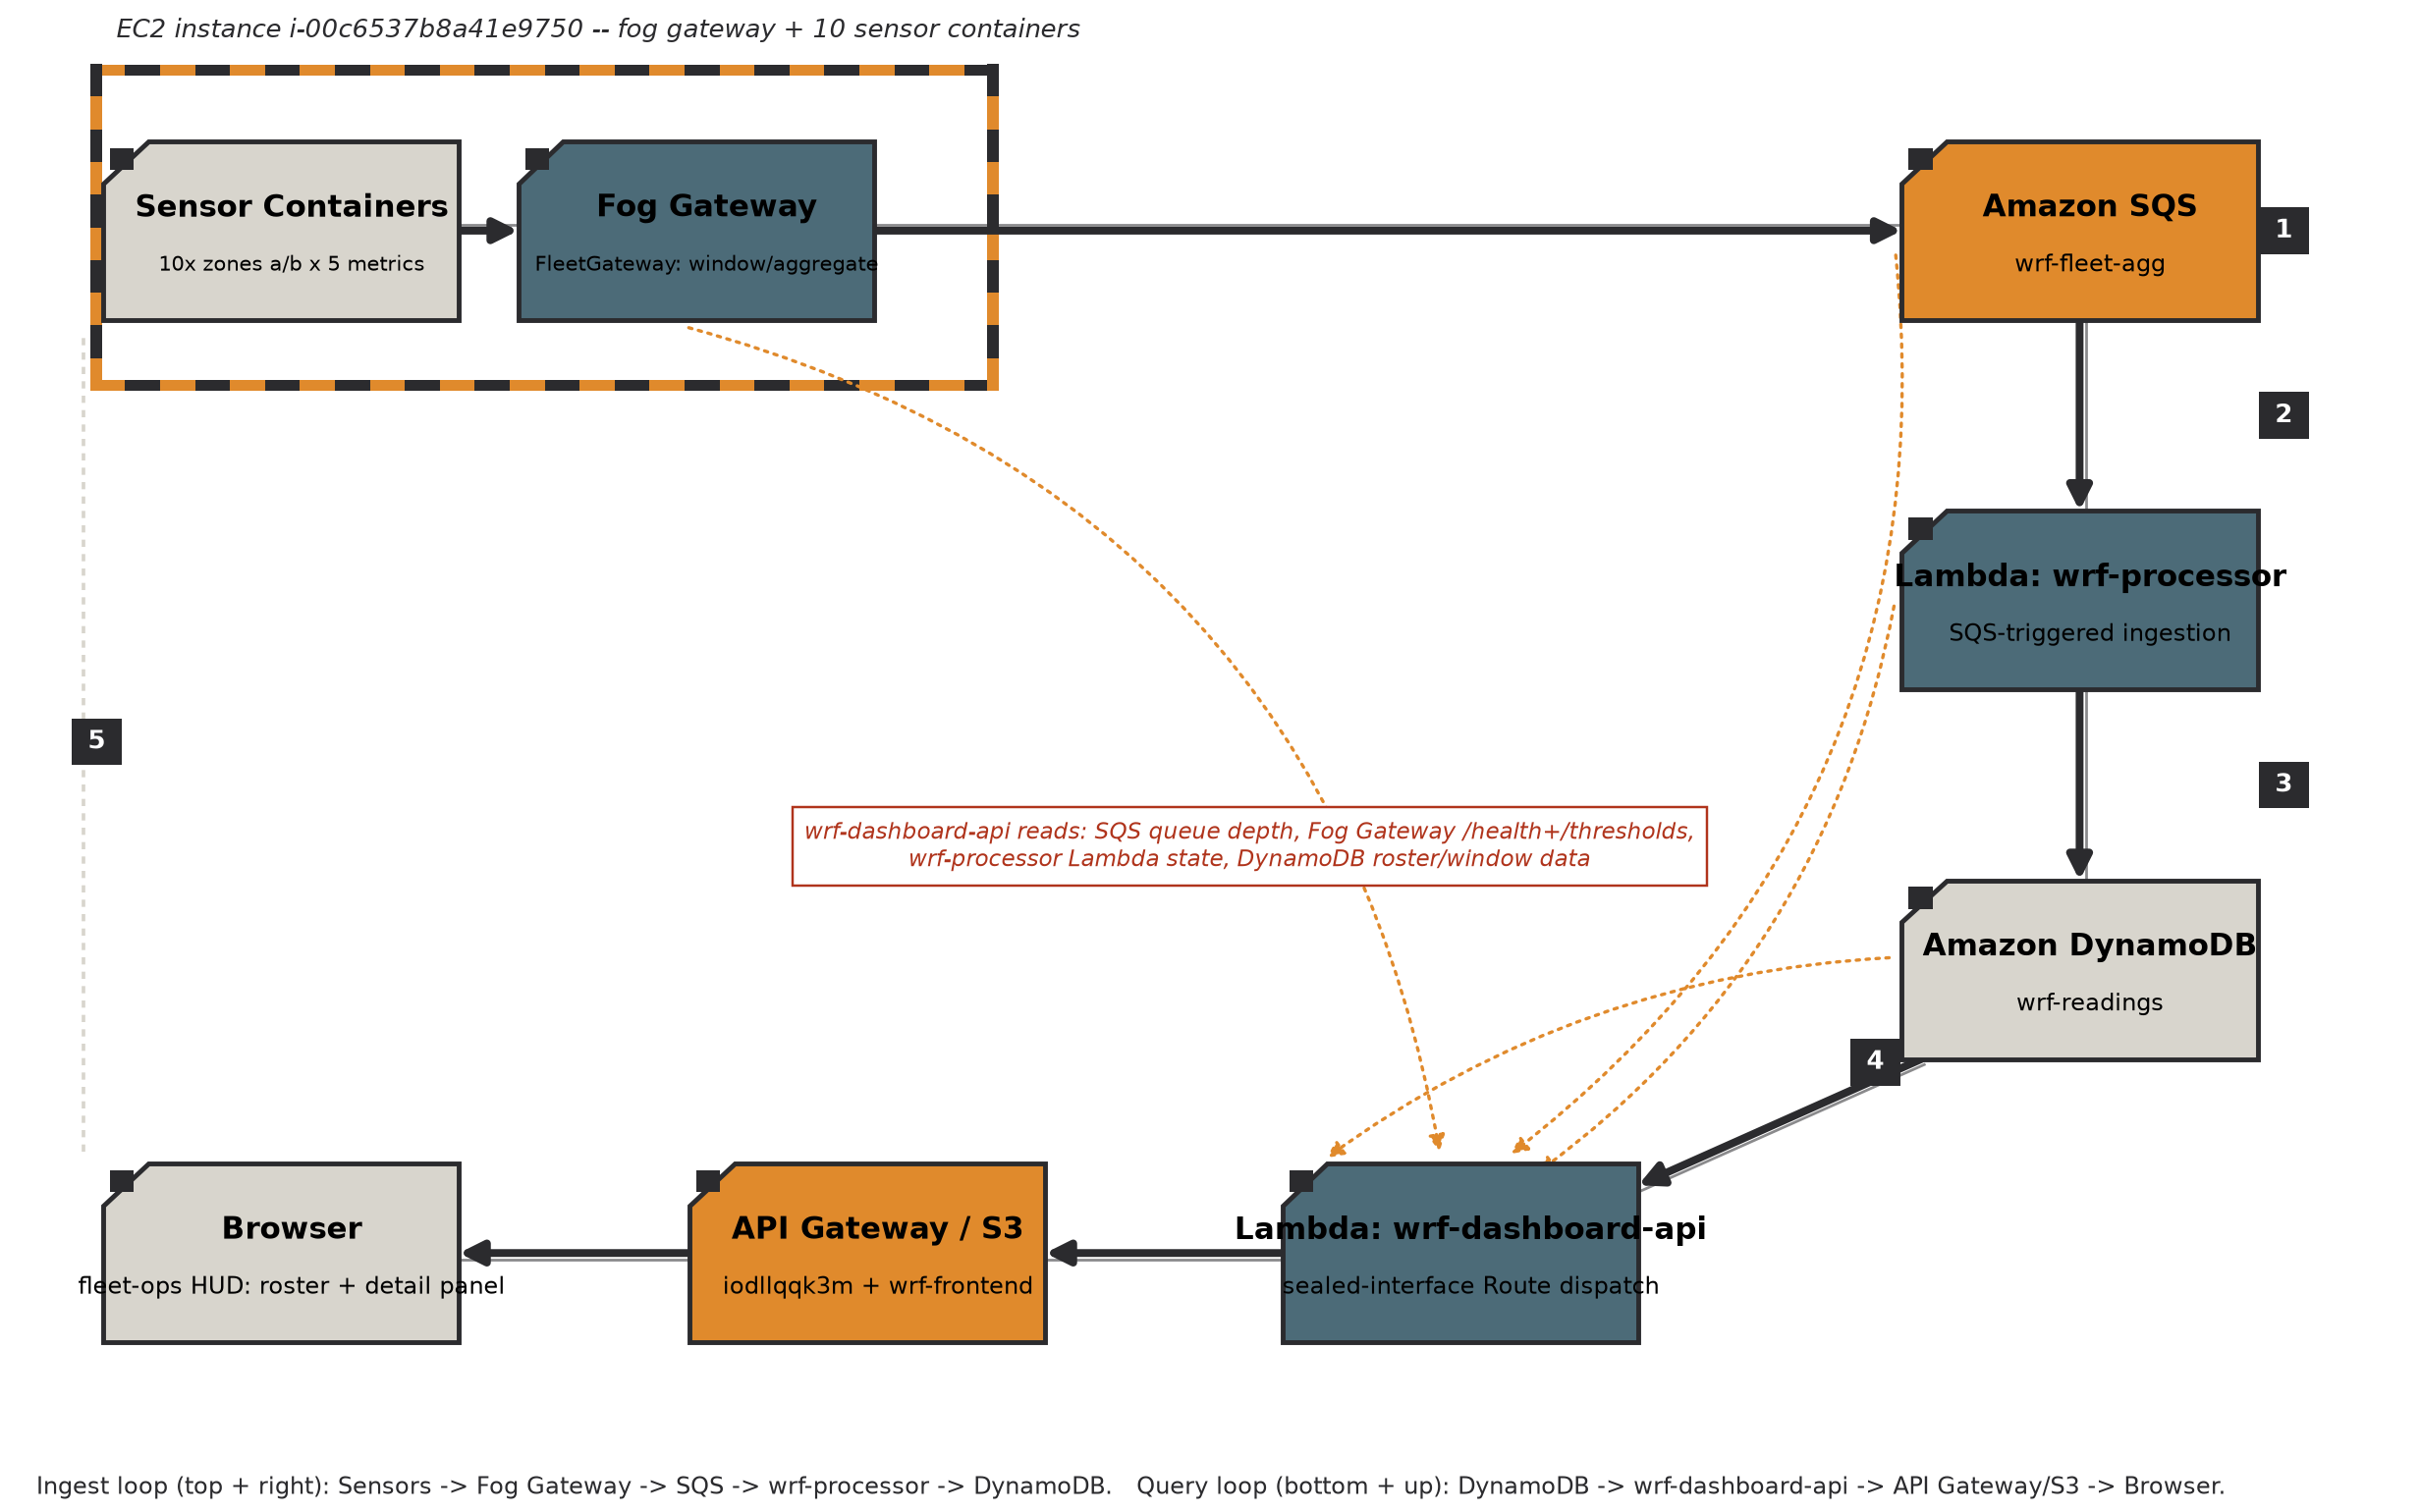 EC2 instance i-00c6537b8a41e9750 -- fog gateway + 10 sensor containers
Sensor Containers
10x zones a/b x 5 metrics
Fog Gateway
FleetGateway: window/aggregate
Amazon SQS
wrf-fleet-agg
1
2
Lambda: wrf-processor
SQS-triggered ingestion
5
3
wrf-dashboard-api reads: SQS queue depth, Fog Gateway /health+/thresholds,
wrf-processor Lambda state, DynamoDB roster/window data
Amazon DynamoDB
wrf-readings
4
Browser
fleet-ops HUD: roster + detail panel
API Gateway / S3
iodllqqk3m + wrf-frontend
Lambda: wrf-dashboard-api
sealed-interface Route dispatch
Ingest loop (top + right): Sensors -> Fog Gateway -> SQS -> wrf-processor -> DynamoDB. Query loop (bottom + up): DynamoDB -> wrf-dashboard-api -> API Gateway/S3 -> Browser.